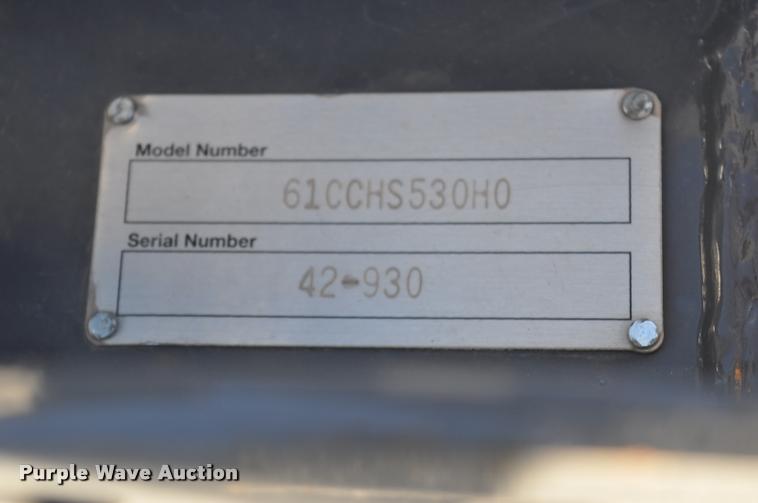 Model Number
61CCHS530H0
Serial Number
42-930
Purple Wave Auction